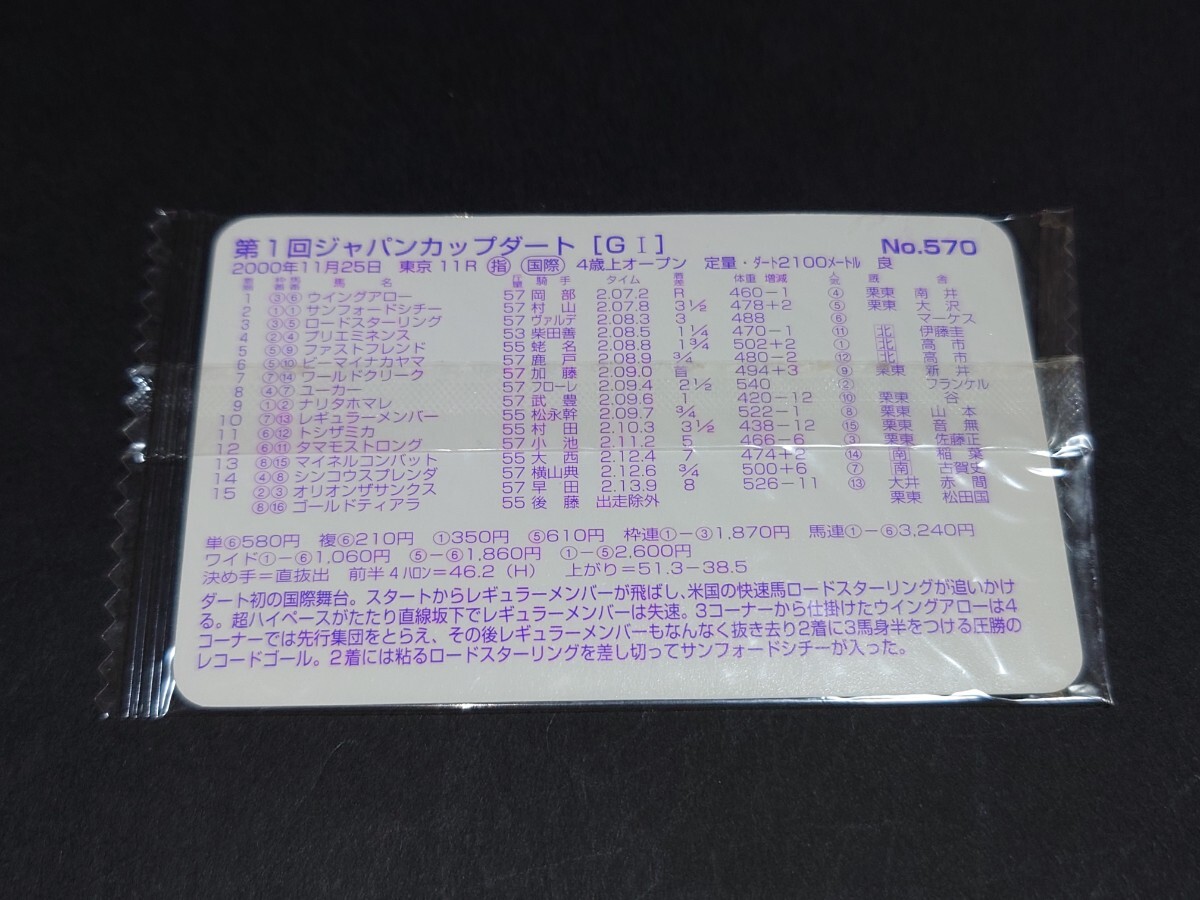 第1回ジャパンカップダート [GⅠ] No.570
2000年11月25日 東京 11R ㊕ 国際 4歳上オープン 定量・ダート2100メートル 良
着順 枠番 馬番 馬名 斤量 騎手 タイム 着差 体重 増減 人気 厩舎
1 ③⑥ ウイングアロー 57 岡部 2.07.2 R 460-1 ④ 栗東 南井
2 ①① サンフォードシチー 57 村山 2.07.8 3½ 478+2 ⑤ 栗東 大沢
3 ③⑤ ロードスターリング 57 ヴァルデ 2.08.3 3 488 ⑥ マーケス
4 ②④ プリエミネンス 53 柴田善 2.08.5 1¼ 470-1 ⑪ 北 伊藤圭
5 ⑤⑨ ファストフレンド 55 蛯名 2.08.8 1¾ 502+2 ① 北 高市
6 ⑤⑩ ビーマイナカヤマ 57 鹿戸 2.08.9 ¾ 480-2 ⑫ 北 高市
7 ⑦⑭ ワールドクリーク 57 加藤 2.09.0 首 494+3 ⑨ 栗東 新井
8 ④⑦ ユーカー 57 フローレ 2.09.4 2½ 540 ② フランケル
9 ①② ナリタホマレ 57 武豊 2.09.6 1 420-12 ⑩ 栗東 谷
10 ⑦⑬ レギュラーメンバー 55 松永幹 2.09.7 ¾ 522-1 ⑧ 栗東 山本
11 ⑥⑫ トシザミカ 55 村田 2.10.3 3½ 438-12 ⑮ 栗東 音無
12 ⑥⑪ タマモストロング 57 小池 2.11.2 5 466-6 ③ 栗東 佐藤正
13 ⑧⑮ マイネルコンバット 55 大西 2.12.4 7 474+2 ⑭ 南 稲葉
14 ④⑧ シンコウスプレンダ 57 横山典 2.12.6 ¾ 500+6 ⑦ 南 古賀史
15 ②③ オリオンザサンクス 57 早田 2.13.9 8 526-11 ⑬ 大井 赤間
⑧⑯ ゴールドティアラ 55 後藤 出走除外 栗東 松田国
単⑥580円 複⑥210円 ①350円 ⑤610円 枠連①-③1,870円 馬連①-⑥3,240円
ワイド①-⑥1,060円 ⑤-⑥1,860円 ①-⑤2,600円
決め手=直抜出 前半4ハロン=46.2 (H) 上がり=51.3-38.5
ダート初の国際舞台。スタートからレギュラーメンバーが飛ばし、米国の快速馬ロードスターリングが追いかけ
る。超ハイペースがたたり直線坂下でレギュラーメンバーは失速。3コーナーから仕掛けたウイングアローは4
コーナーでは先行集団をとらえ、その後レギュラーメンバーもなんなく抜き去り2着に3馬身半をつける圧勝の
レコードゴール。2着には粘るロードスターリングを差し切ってサンフォードシチーが入った。